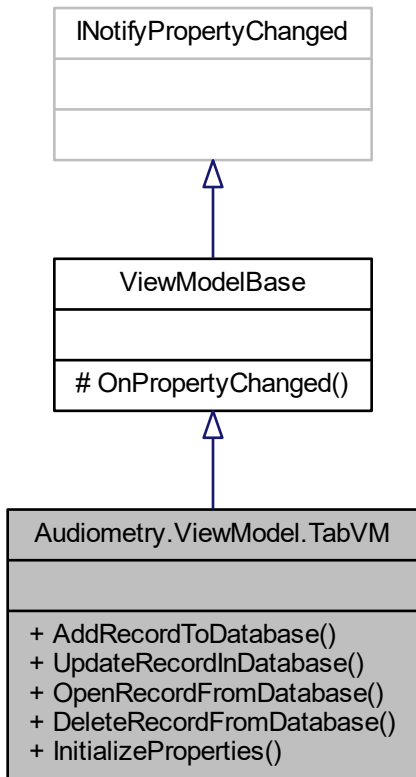 INotifyPropertyChanged
ViewModelBase
# OnPropertyChanged()
Audiometry.ViewModel.TabVM
+ AddRecordToDatabase()
+ UpdateRecordInDatabase()
+ OpenRecordFromDatabase()
+ DeleteRecordFromDatabase()
+ InitializeProperties()